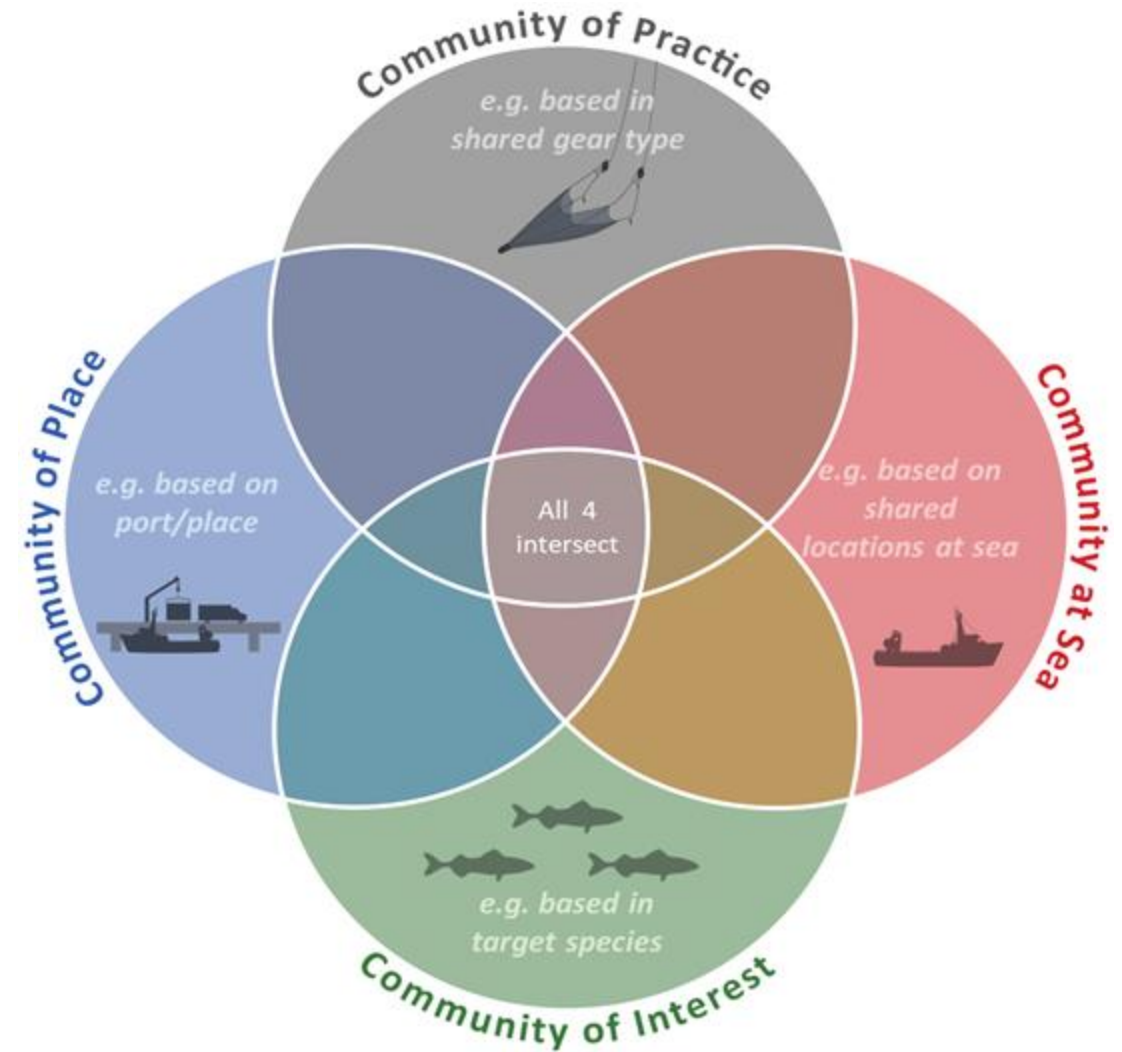 Community of Practice
e.g. based in
shared gear type
Community of Place
e.g. based on
port/place
All 4
intersect
e.g. based on
shared
locations at sea
Community at Sea
e.g. based in
target species
Community of Interest